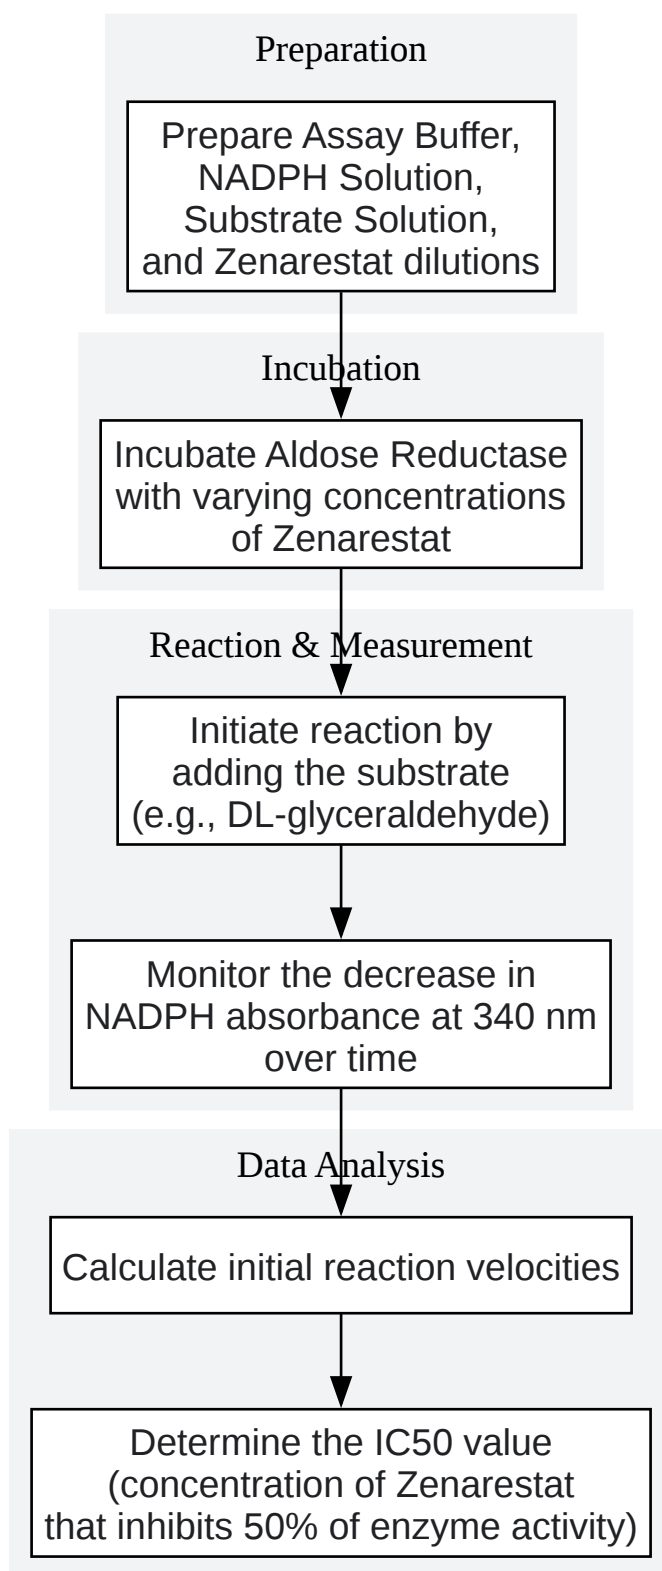 Preparation
Prepare Assay Buffer,
NADPH Solution,
Substrate Solution,
and Zenarestat dilutions
Incubation
Incubate Aldose Reductase
with varying concentrations
of Zenarestat
Reaction & Measurement
Initiate reaction by
adding the substrate
(e.g., DL-glyceraldehyde)
Monitor the decrease in
NADPH absorbance at 340 nm
over time
Data Analysis
Calculate initial reaction velocities
Determine the IC50 value
(concentration of Zenarestat
that inhibits 50% of enzyme activity)